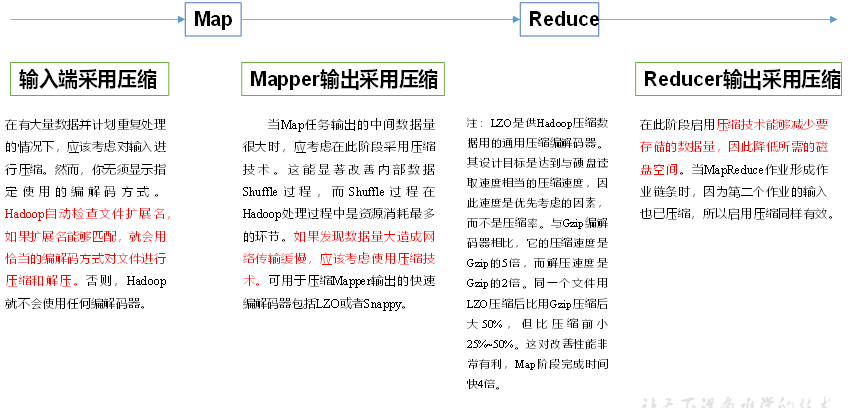 Map
Reduce
输入端采用压缩
在有大量数据并计划重复处理
的情况下，应该考虑对输入进
行压缩。然而，你无须显示指
定使用的编解码方式。
Hadoop自动检查文件扩展名，
如果扩展名能够匹配，就会用
恰当的编解码方式对文件进行
压缩和解压。否则，Hadoop
就不会使用任何编解码器。
Mapper输出采用压缩
当Map任务输出的中间数据量
很大时，应考虑在此阶段采用压缩
技术。这能显著改善内部数据
Shuffle过程，而Shuffle过程在
Hadoop处理过程中是资源消耗最多
的环节。如果发现数据量大造成网
络传输缓慢，应该考虑使用压缩技
术。可用于压缩Mapper输出的快速
编解码器包括LZO或者Snappy。
注：LZO是供Hadoop压缩数
据用的通用压缩编解码器。
其设计目标是达到与硬盘读
取速度相当的压缩速度，因
此速度是优先考虑的因素，
而不是压缩率。与Gzip编解
码器相比，它的压缩速度是
Gzip的5倍，而解压速度是
Gzip的2倍。同一个文件用
LZO压缩后比用Gzip压缩后
大50%，但比压缩前小
25%~50%。这对改善性能非
常有利，Map阶段完成时间
快4倍。
Reducer输出采用压缩
在此阶段启用压缩技术能够减少要
存储的数据量，因此降低所需的磁
盘空间。当MapReduce作业形成作
业链条时，因为第二个作业的输入
也已压缩，所以启用压缩同样有效。